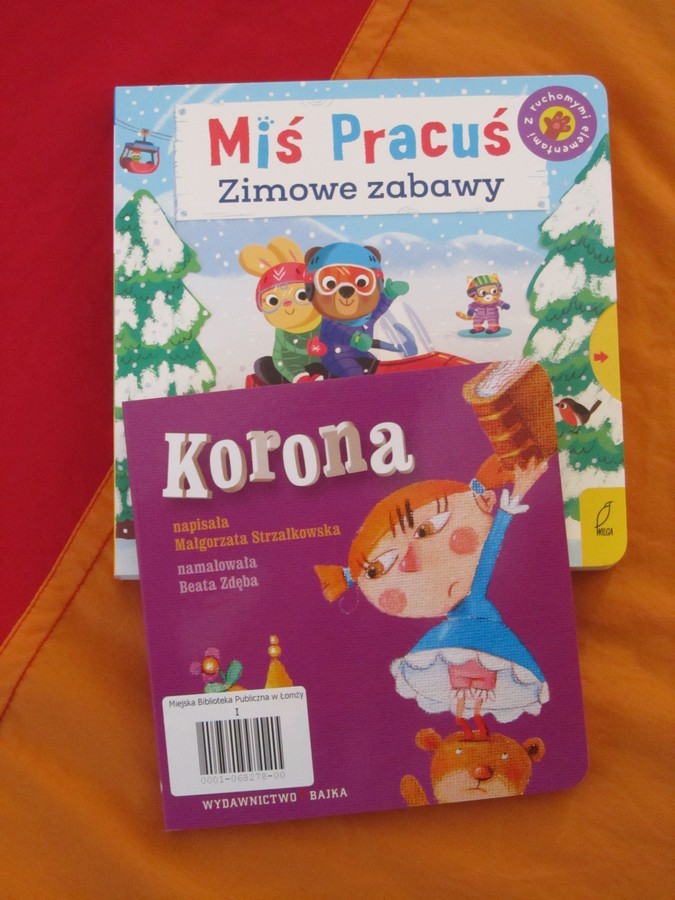 Miś Pracuś
Zimowe zabawy
Z ruchomymi elementami
WILGA
Korona
napisała
Małgorzata Strzałkowska
namalowała
Beata Zdęba
Miejska Biblioteka Publiczna w Łomży
I
0001-068278-00
WYDAWNICTWO BAJKA